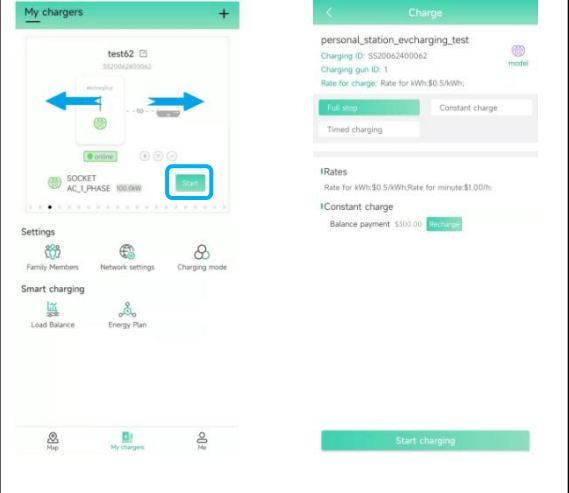 My chargers
+
test62
SS20062400062
evcharging
online
SOCKET
AC_1_PHASE 100.0kW
Start
Settings
Family Members
Network settings
Charging mode
Smart charging
Load Balance
Energy Plan
Map
My chargers
Me
Charge
personal_station_evcharging_test
Charging ID: SS20062400062
Charging gun ID: 1
Rate for charge: Rate for kWh:$0.5/kWh;
model
Full stop
Constant charge
Timed charging
Rates
Rate for kWh:$0.5/kWh;Rate for minute:$1.00/h;
Constant charge
Balance payment $300.00 Recharge
Start charging